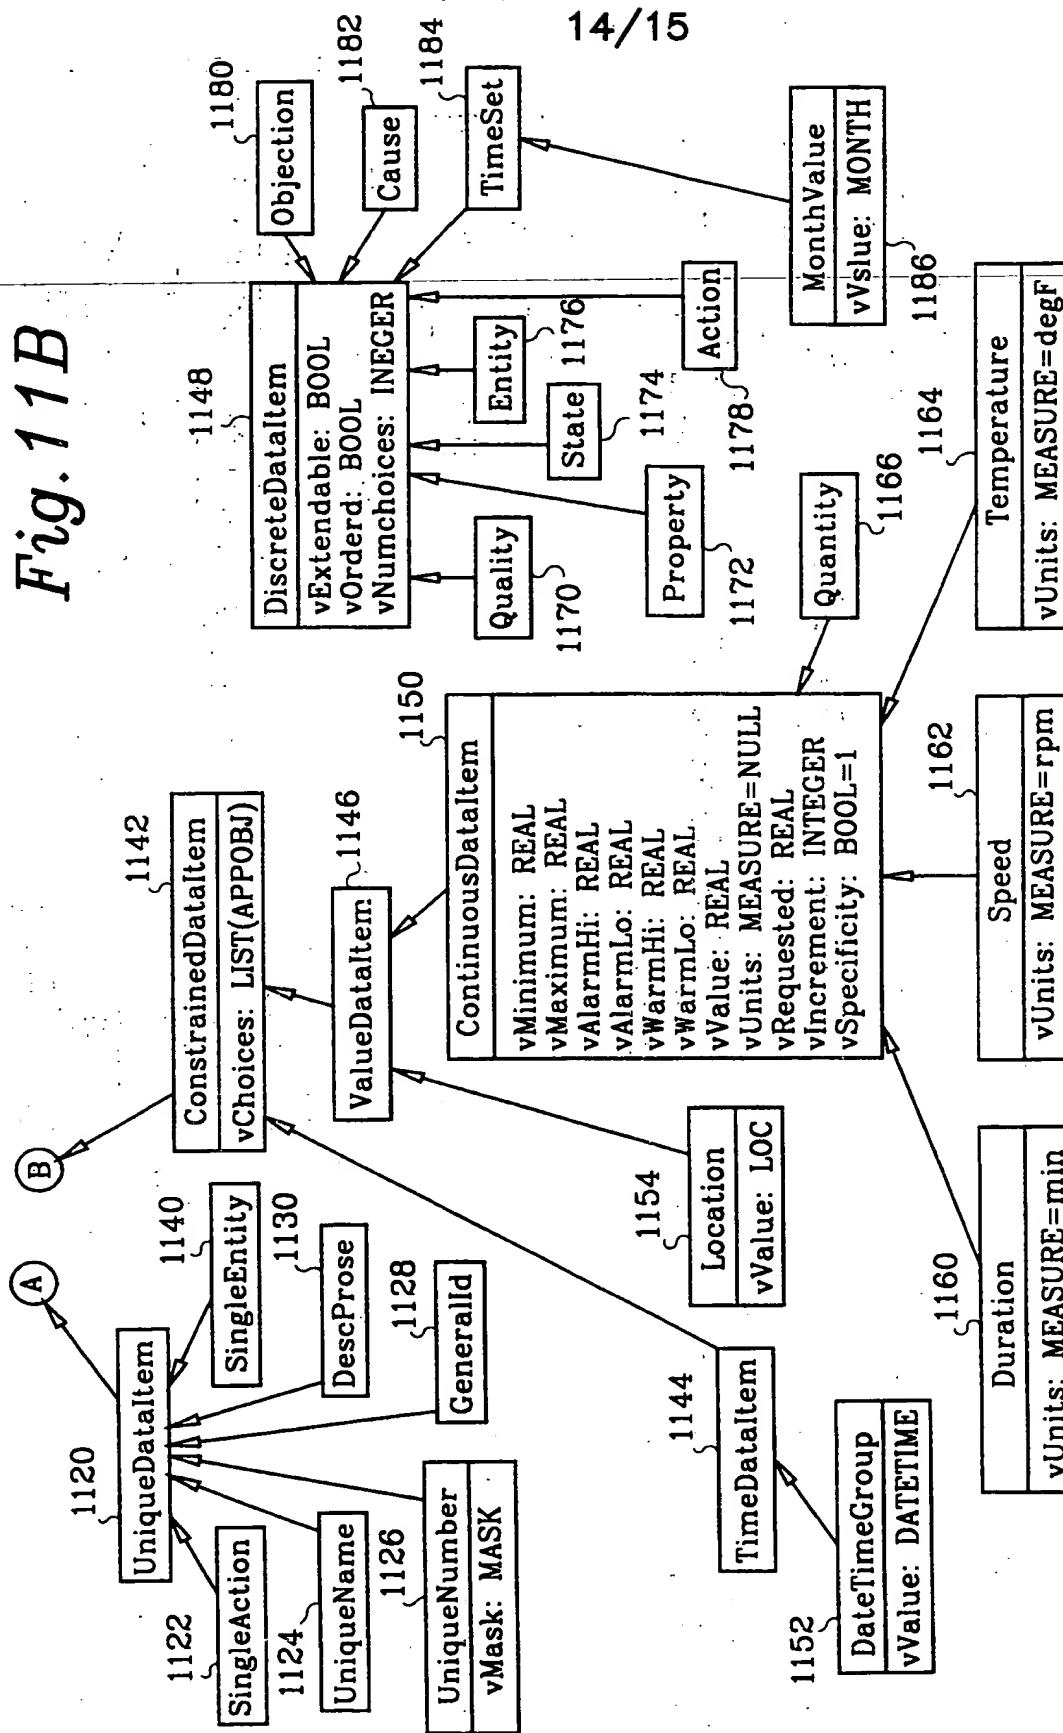 14/15
Fig. 11B
A
B
1120
UniqueDataItem
1122
SingleAction
1124
UniqueName
1126
UniqueNumber
vMask: MASK
1128
GeneralId
1130
DescProse
1140
SingleEntity
1142
ConstrainedDataItem
vChoices: LIST(APPOBJ)
1146
ValueDataItem
1144
TimeDataItem
1152
DateTimeGroup
vValue: DATETIME
1154
Location
vValue: LOC
1150
ContinuousDataItem
vMinimum: REAL
vMaximum: REAL
vAlarmHi: REAL
vAlarmLo: REAL
vWarmHi: REAL
vWarmLo: REAL
vValue: REAL
vUnits: MEASURE=NULL
vRequested: REAL
vIncrement: INTEGER
vSpecificity: BOOL=1
1160
Duration
vUnits: MEASURE=min
1162
Speed
vUnits: MEASURE=rpm
1164
Temperature
vUnits: MEASURE=degF
1166
Quantity
1148
DiscreteDataItem
vExtendable: BOOL
vOrderd: BOOL
vNumchoices: INEGER
Quality
1170
Property
1172
State
1174
Entity
1176
Action
1178
1180
Objection
1182
Cause
1184
TimeSet
MonthValue
vVslue: MONTH
1186